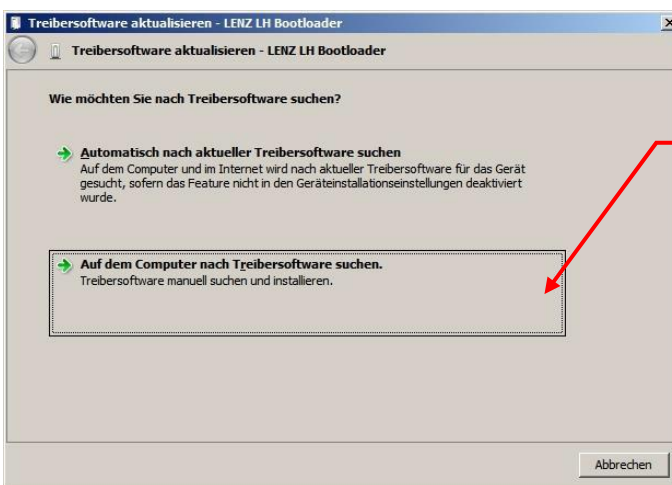 Treibersoftware aktualisieren - LENZ LH Bootloader
Treibersoftware aktualisieren - LENZ LH Bootloader
Wie möchten Sie nach Treibersoftware suchen?
Automatisch nach aktueller Treibersoftware suchen
Auf dem Computer und im Internet wird nach aktueller Treibersoftware für das Gerät
gesucht, sofern das Feature nicht in den Geräteinstallationseinstellungen deaktiviert
wurde.
Auf dem Computer nach Treibersoftware suchen.
Treibersoftware manuell suchen und installieren.
Abbrechen